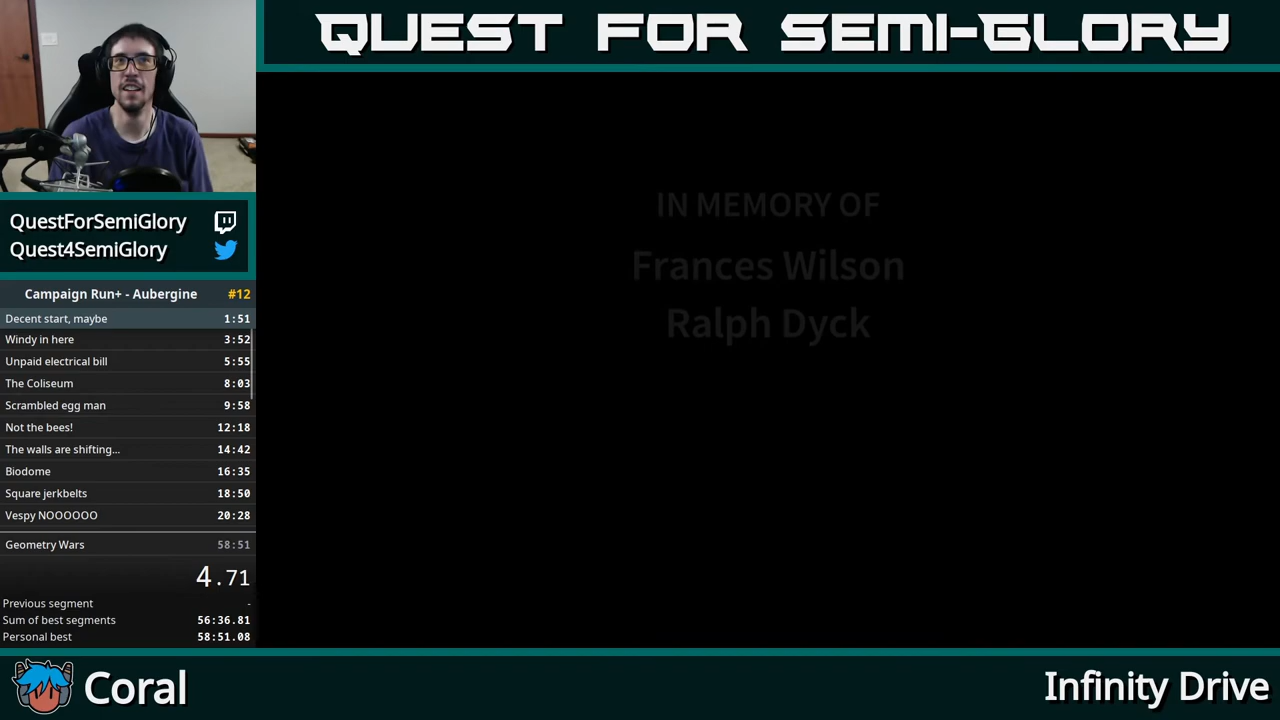 QUEST FOR SEMI-GLORY
IN MEMORY OF
Frances Wilson
Ralph Dyck
QuestForSemiGlory
Quest4SemiGlory
Campaign Run+ - Aubergine #12
Decent start, maybe 1:51
Windy in here 3:52
Unpaid electrical bill 5:55
The Coliseum 8:03
Scrambled egg man 9:58
Not the bees! 12:18
The walls are shifting... 14:42
Biodome 16:35
Square jerkbelts 18:50
Vespy NOOOOOO 20:28
Geometry Wars 58:51
4.71
Previous segment -
Sum of best segments 56:36.81
Personal best 58:51.08
Coral
Infinity Drive